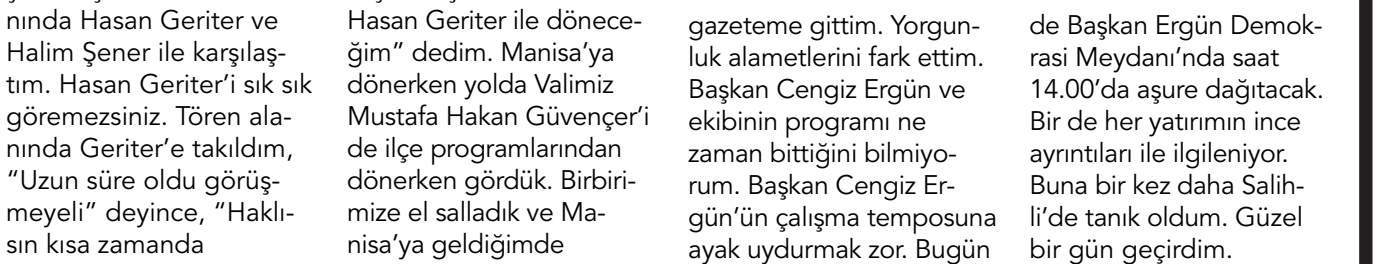 nında Hasan Geriter ve
Halim Şener ile karşılaş-
tım. Hasan Geriter’i sık sık
göremezsiniz. Tören ala-
nında Geriter’e takıldım,
“Uzun süre oldu görüş-
meyeli” deyince, “Haklı-
sın kısa zamanda
Hasan Geriter ile dönece-
ğim” dedim. Manisa’ya
dönerken yolda Valimiz
Mustafa Hakan Güvençer’i
de ilçe programlarından
dönerken gördük. Birbiri-
mize el salladık ve Ma-
nisa’ya geldiğimde
gazeteme gittim. Yorgun-
luk alametlerini fark ettim.
Başkan Cengiz Ergün ve
ekibinin programı ne
zaman bittiğini bilmiyo-
rum. Başkan Cengiz Er-
gün’ün çalışma temposuna
ayak uydurmak zor. Bugün
de Başkan Ergün Demok-
rasi Meydanı’nda saat
14.00’da aşure dağıtacak.
Bir de her yatırımın ince
ayrıntıları ile ilgileniyor.
Buna bir kez daha Salih-
li’de tanık oldum. Güzel
bir gün geçirdim.